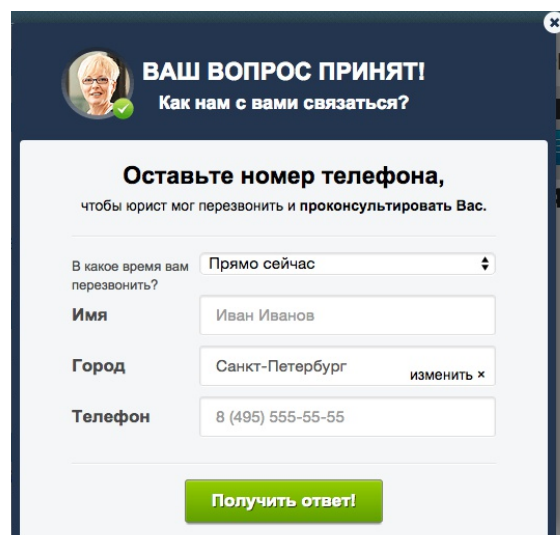 ВАШ ВОПРОС ПРИНЯТ!
Как нам с вами связаться?
Оставьте номер телефона,
чтобы юрист мог перезвонить и проконсультировать Вас.
В какое время вам
перезвонить?
Прямо сейчас
Имя
Иван Иванов
Город
Санкт-Петербург
изменить ×
Телефон
8 (495) 555-55-55
Получить ответ!